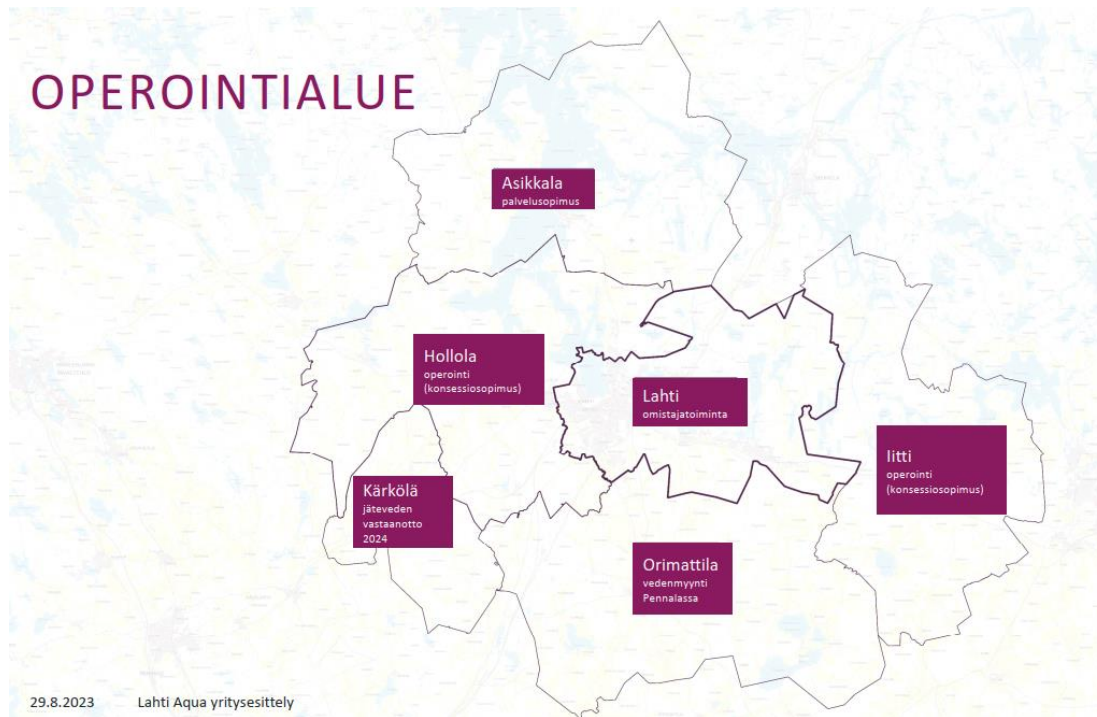 OPEROINTIALUE
Asikkala
palvelusopimus
Hollola
operointi
(konsessiosopimus)
Lahti
omistajatoiminta
Iitti
operointi
(konsessiosopimus)
Kärkölä
jäteveden
vastaanotto
2024
Orimattila
vedenmyynti
Pennalassa
29.8.2023 Lahti Aqua yritysesittely